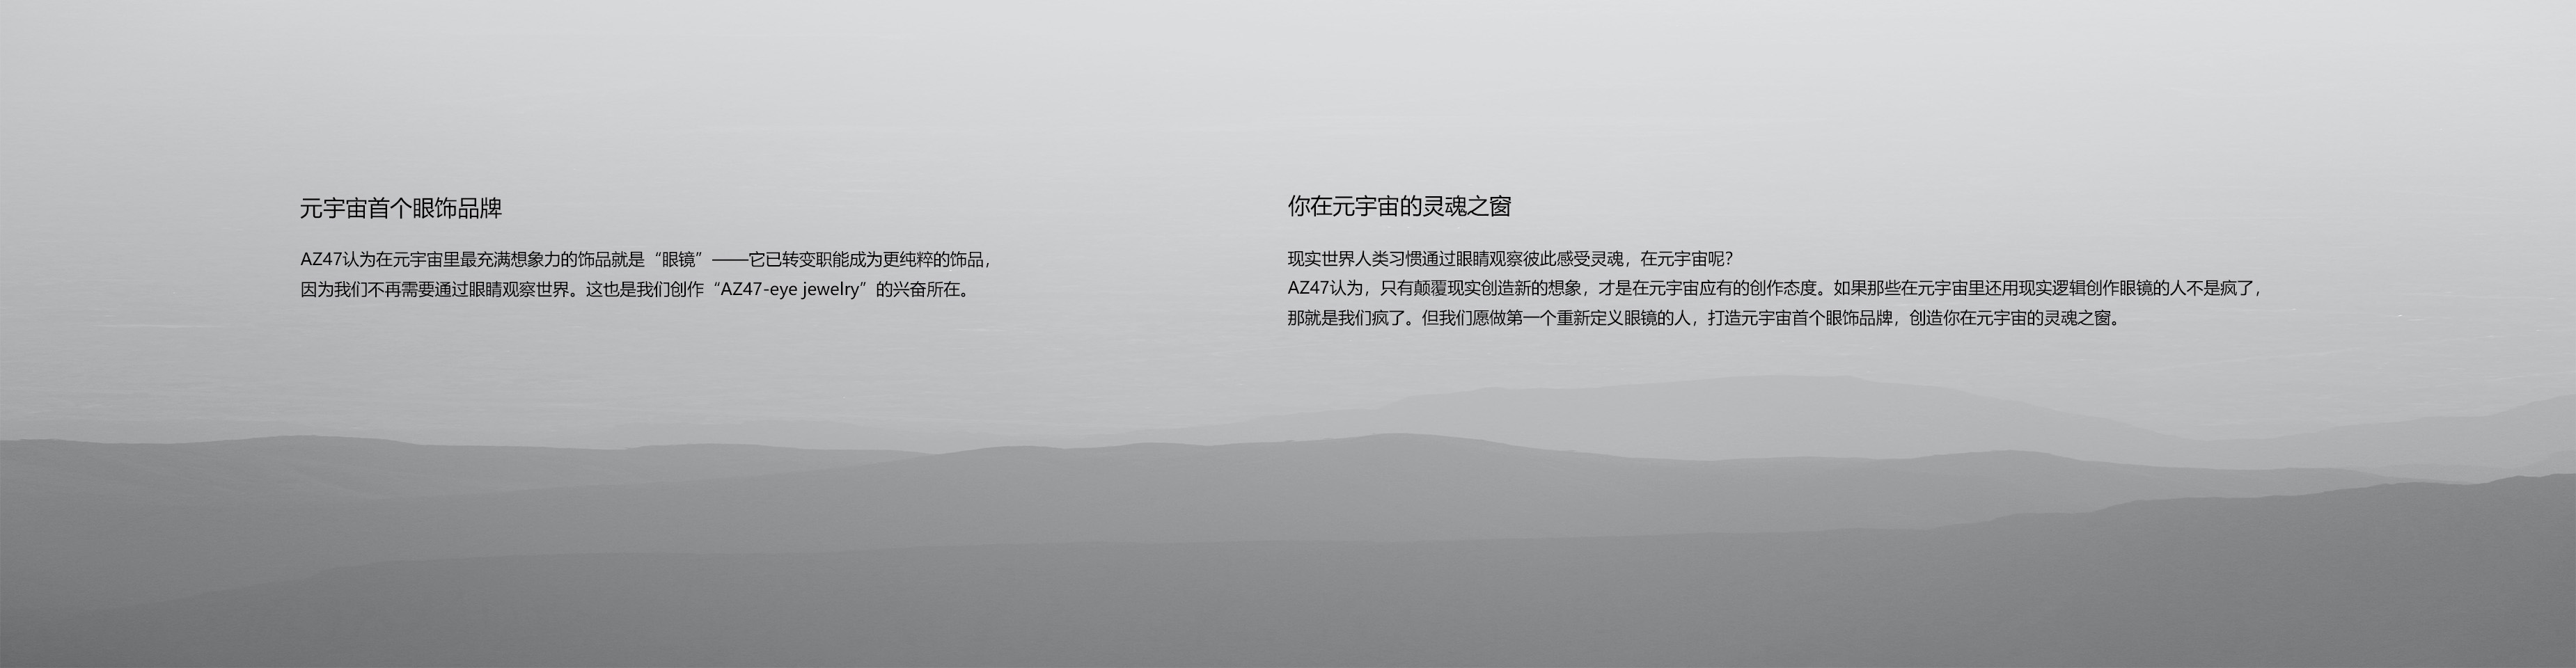 元宇宙首个眼饰品牌
AZ47认为在元宇宙里最充满想象力的饰品就是“眼镜”——它已转变职能成为更纯粹的饰品，
因为我们不再需要通过眼睛观察世界。这也是我们创作“AZ47-eye jewelry”的兴奋所在。
你在元宇宙的灵魂之窗
现实世界人类习惯通过眼睛观察彼此感受灵魂，在元宇宙呢？
AZ47认为，只有颠覆现实创造新的想象，才是在元宇宙应有的创作态度。如果那些在元宇宙里还用现实逻辑创作眼镜的人不是疯了，
那就是我们疯了。但我们愿做第一个重新定义眼镜的人，打造元宇宙首个眼饰品牌，创造你在元宇宙的灵魂之窗。